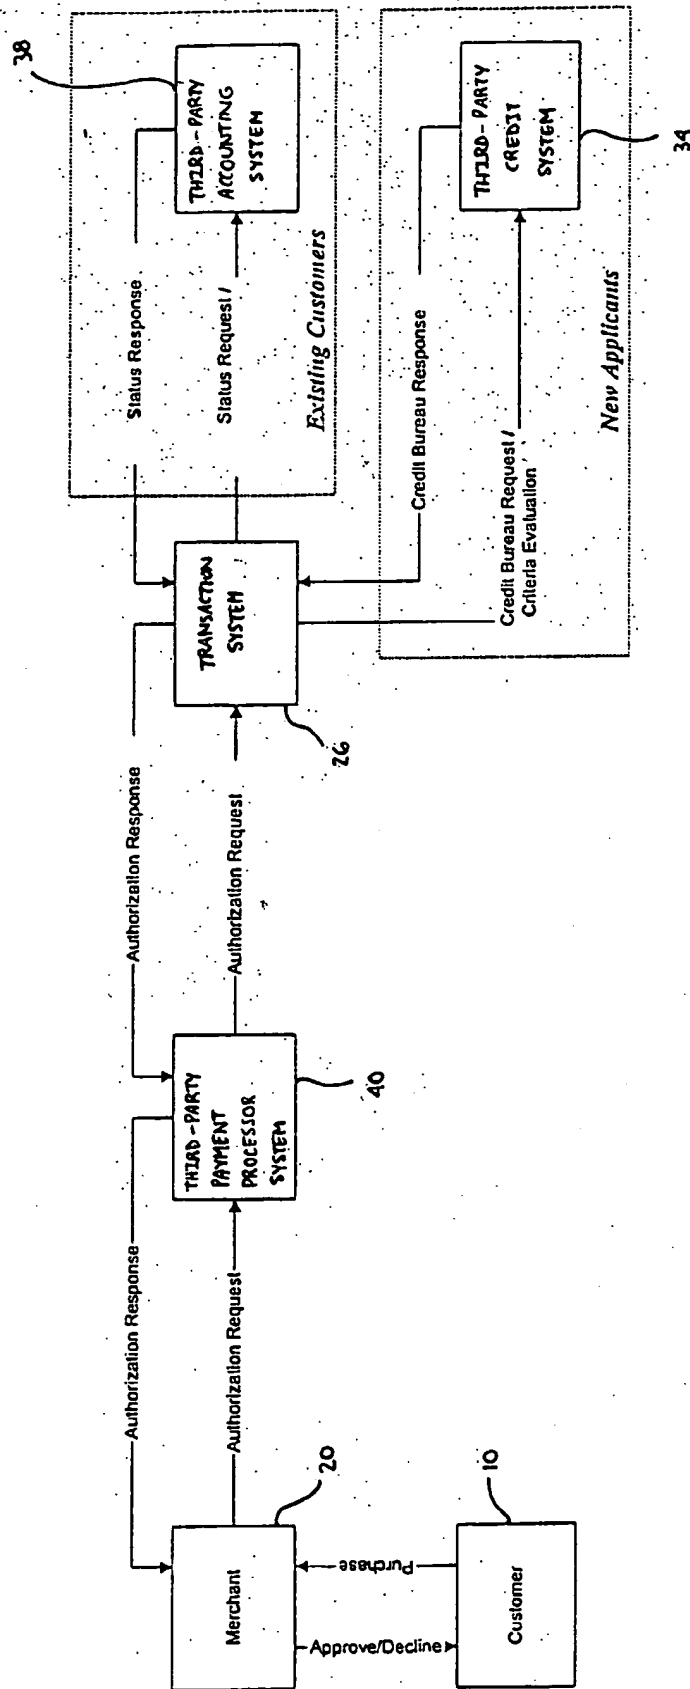 38
THIRD-PARTY
ACCOUNTING
SYSTEM
Status Response
Status Request /
Existing Customers
THIRD-PARTY
CREDIT
SYSTEM
34
Credit Bureau Response
Credit Bureau Request /
Criteria Evaluation
New Applicants
TRANSACTION
SYSTEM
26
Authorization Response
Authorization Request
THIRD-PARTY
PAYMENT
PROCESSOR
SYSTEM
40
Authorization Response
Authorization Request
Merchant
20
Purchase
Approve/Decline
Customer
10